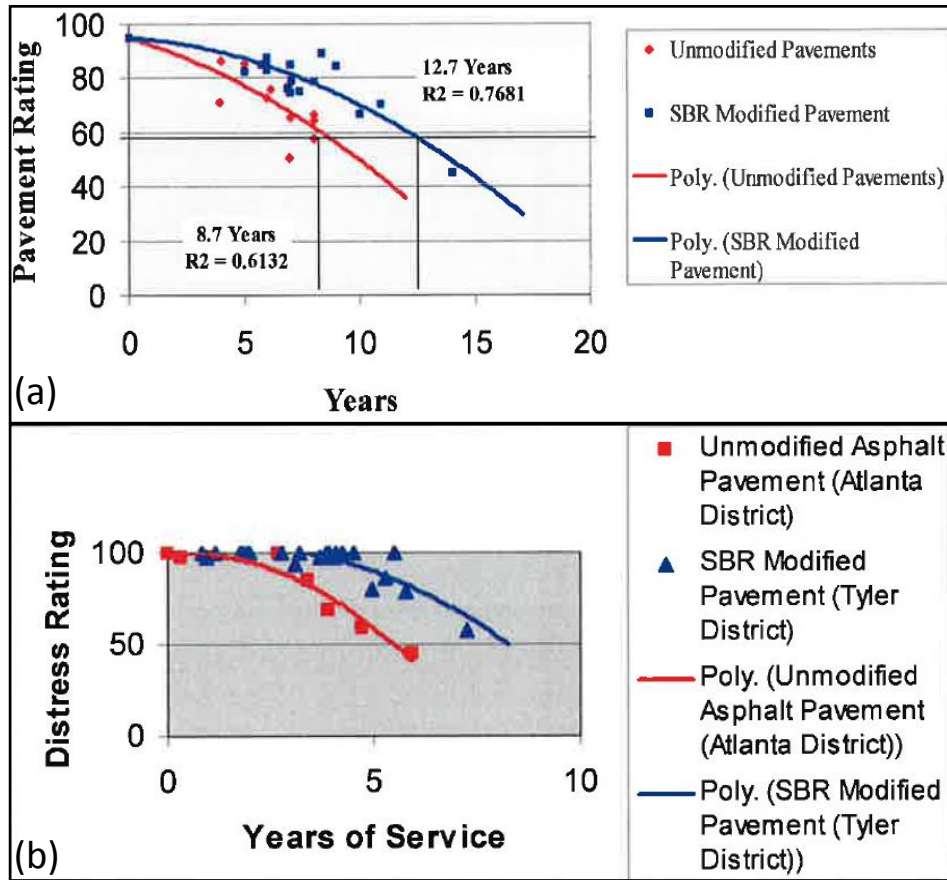 100
80
60
40
20
0
Pavement Rating
12.7 Years
R2 = 0.7681
8.7 Years
R2 = 0.6132
0
5
10
15
20
Years
(a)
Unmodified Pavements
SBR Modified Pavement
Poly. (Unmodified Pavements)
Poly. (SBR Modified
Pavement)
100
50
0
Distress Rating
0
5
10
Years of Service
(b)
Unmodified Asphalt
Pavement (Atlanta
District)
SBR Modified
Pavement (Tyler
District)
Poly. (Unmodified
Asphalt Pavement
(Atlanta District))
Poly. (SBR Modified
Pavement (Tyler
District))